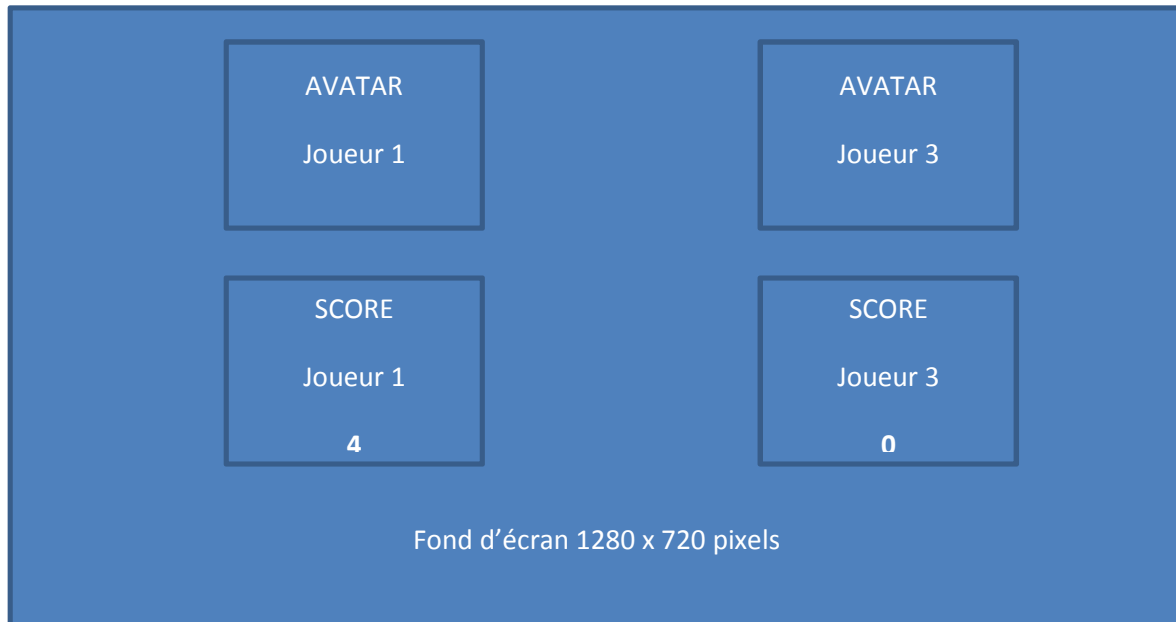 AVATAR
Joueur 1
AVATAR
Joueur 3
SCORE
Joueur 1
4
SCORE
Joueur 3
0
Fond d’écran 1280 x 720 pixels